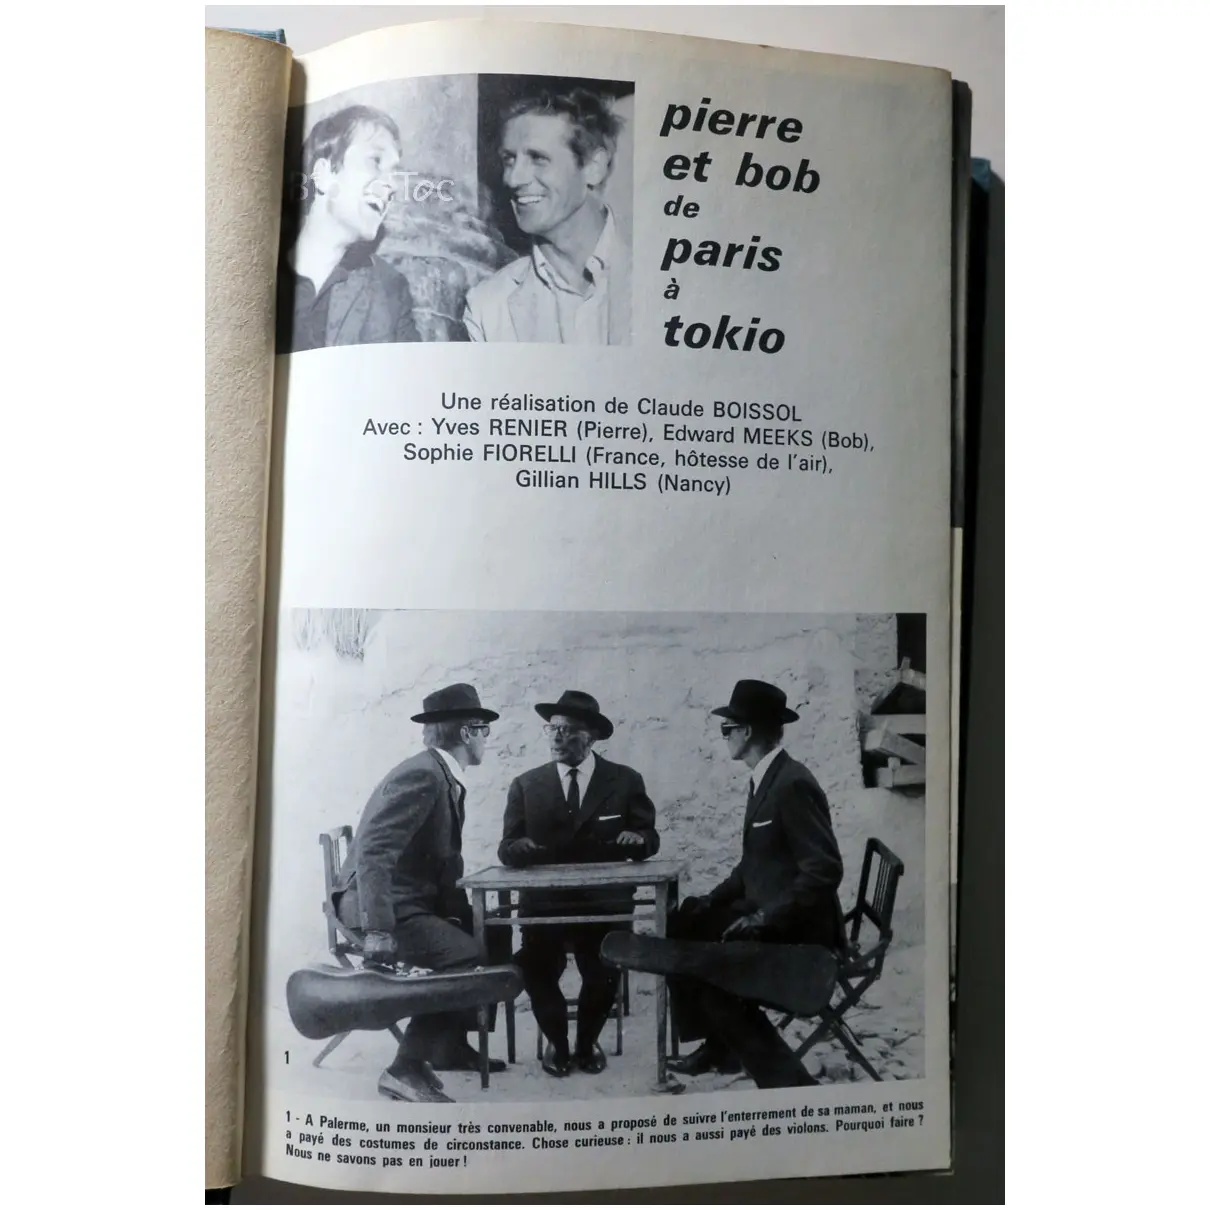 pierre
et bob
de
paris
à
tokio
Une réalisation de Claude BOISSOL
Avec : Yves RENIER (Pierre), Edward MEEKS (Bob),
Sophie FIORELLI (France, hôtesse de l'air),
Gillian HILLS (Nancy)
1
1 - A Palerme, un monsieur très convenable, nous a proposé de suivre l'enterrement de sa maman, et nous
a payé des costumes de circonstance. Chose curieuse : il nous a aussi payé des violons. Pourquoi faire ?
Nous ne savons pas en jouer !